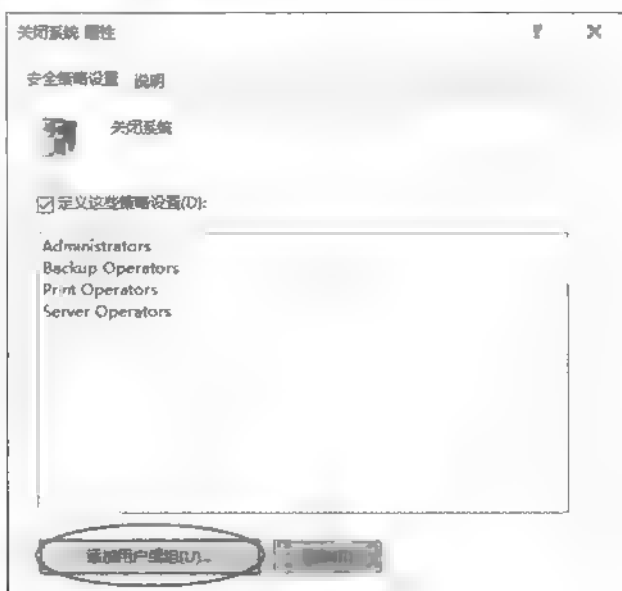 关闭系统 属性
安全策略设置 说明
关闭系统
定义这些策略设置(D):
Administrators
Backup Operators
Print Operators
Server Operators
添加用户或组(U)...